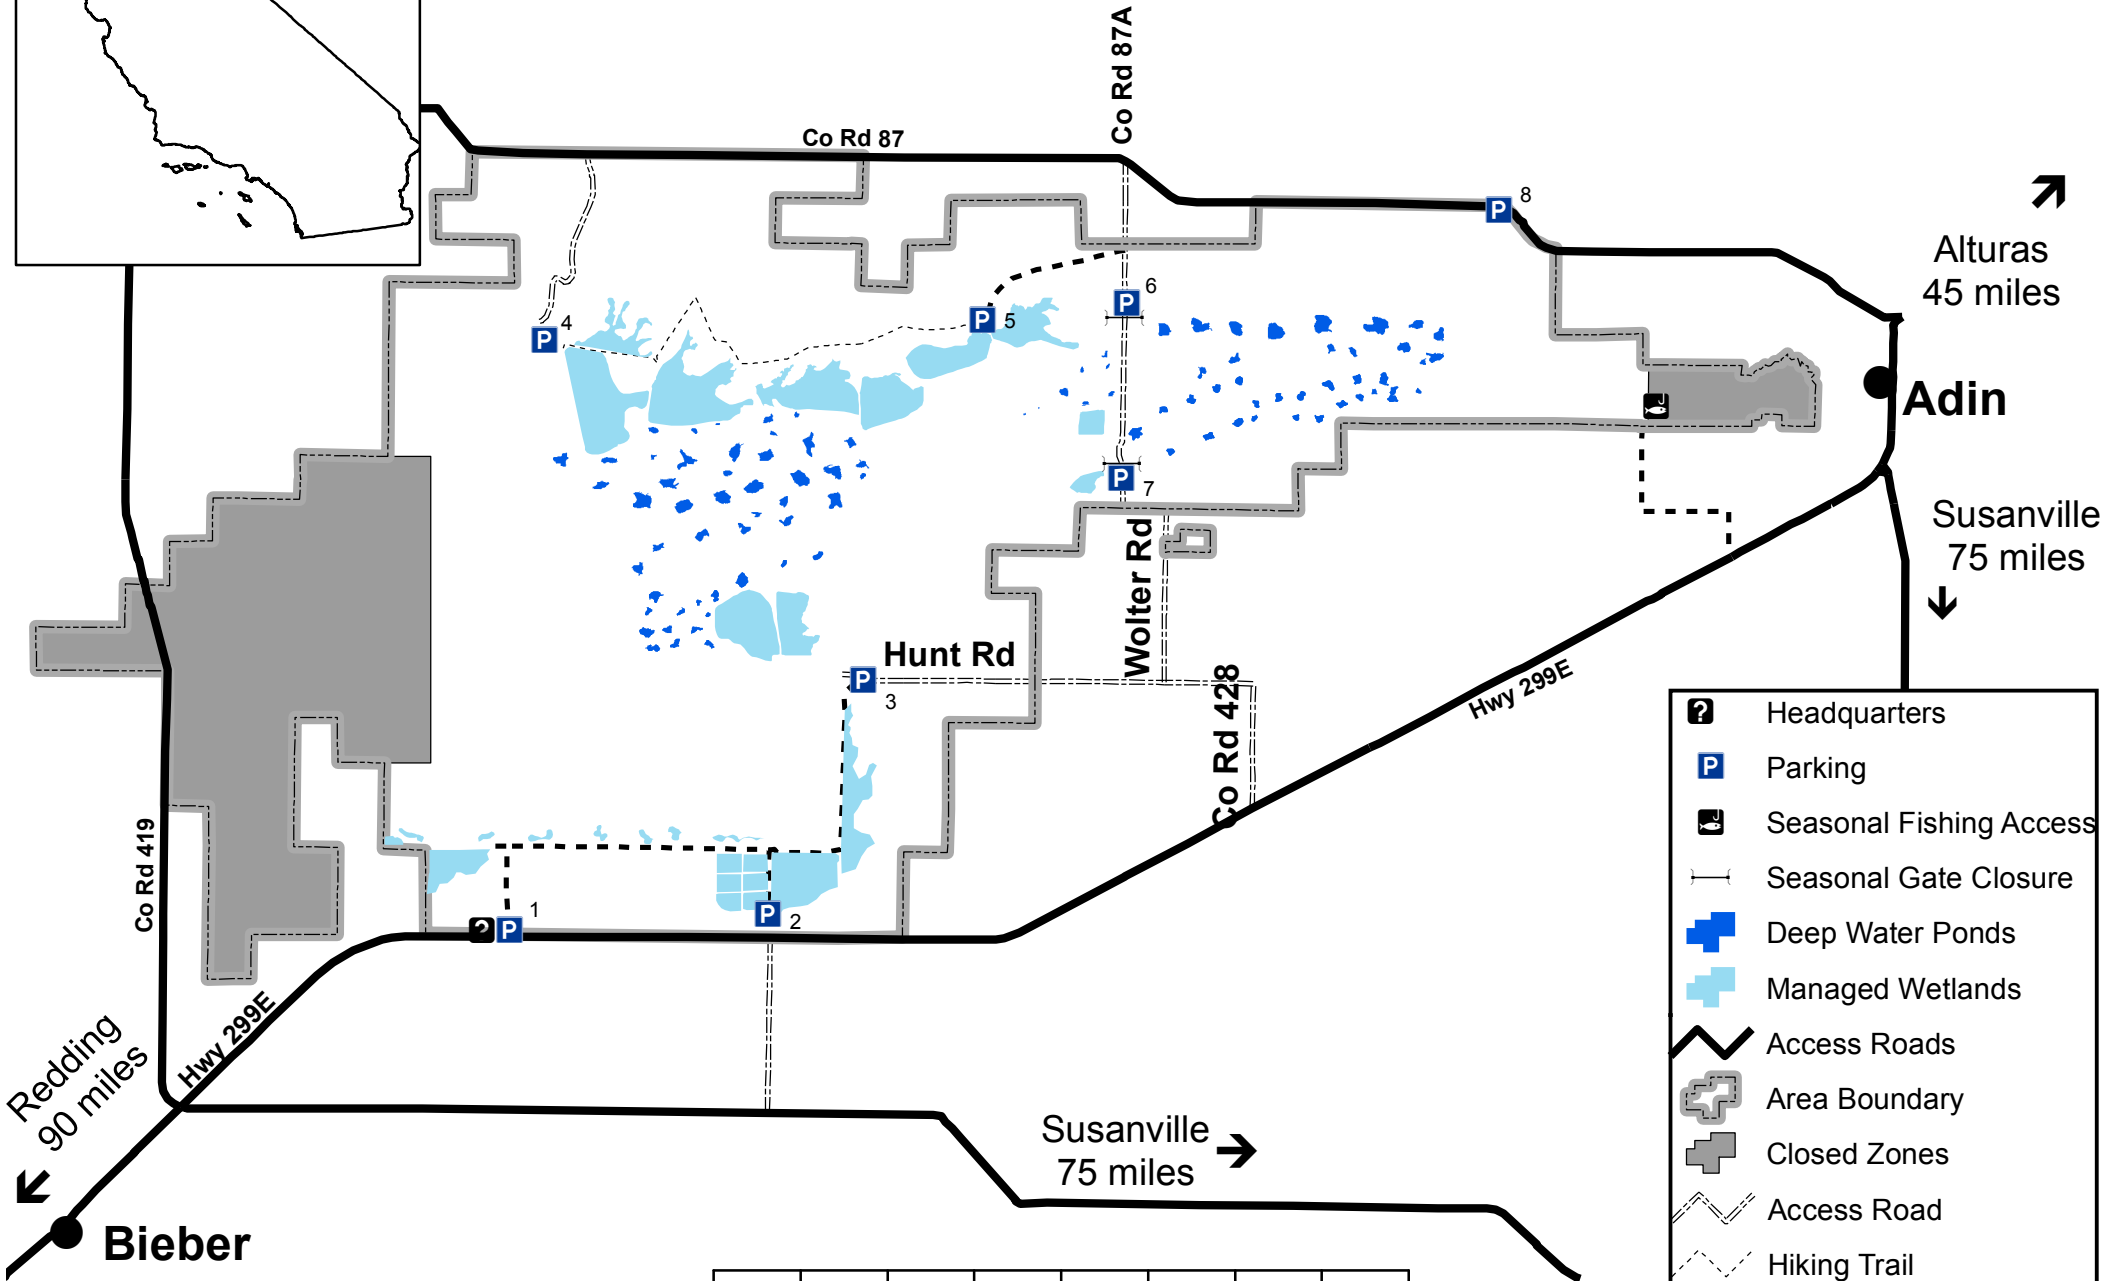 Co Rd 87A
Co Rd 87
8
Alturas
45 miles
6
5
4
Adin
7
Susanville
75 miles
Wolter Rd
Hunt Rd
3
Co Rd 428
Hwy 299E
Co Rd 419
1
2
Hwy 299E
Redding
90 miles
Susanville
75 miles
Bieber
? Headquarters
P Parking
Seasonal Fishing Access
Seasonal Gate Closure
Deep Water Ponds
Managed Wetlands
Access Roads
Area Boundary
Closed Zones
Access Road
Hiking Trail
P
P
P
P
P
P
P
P
?